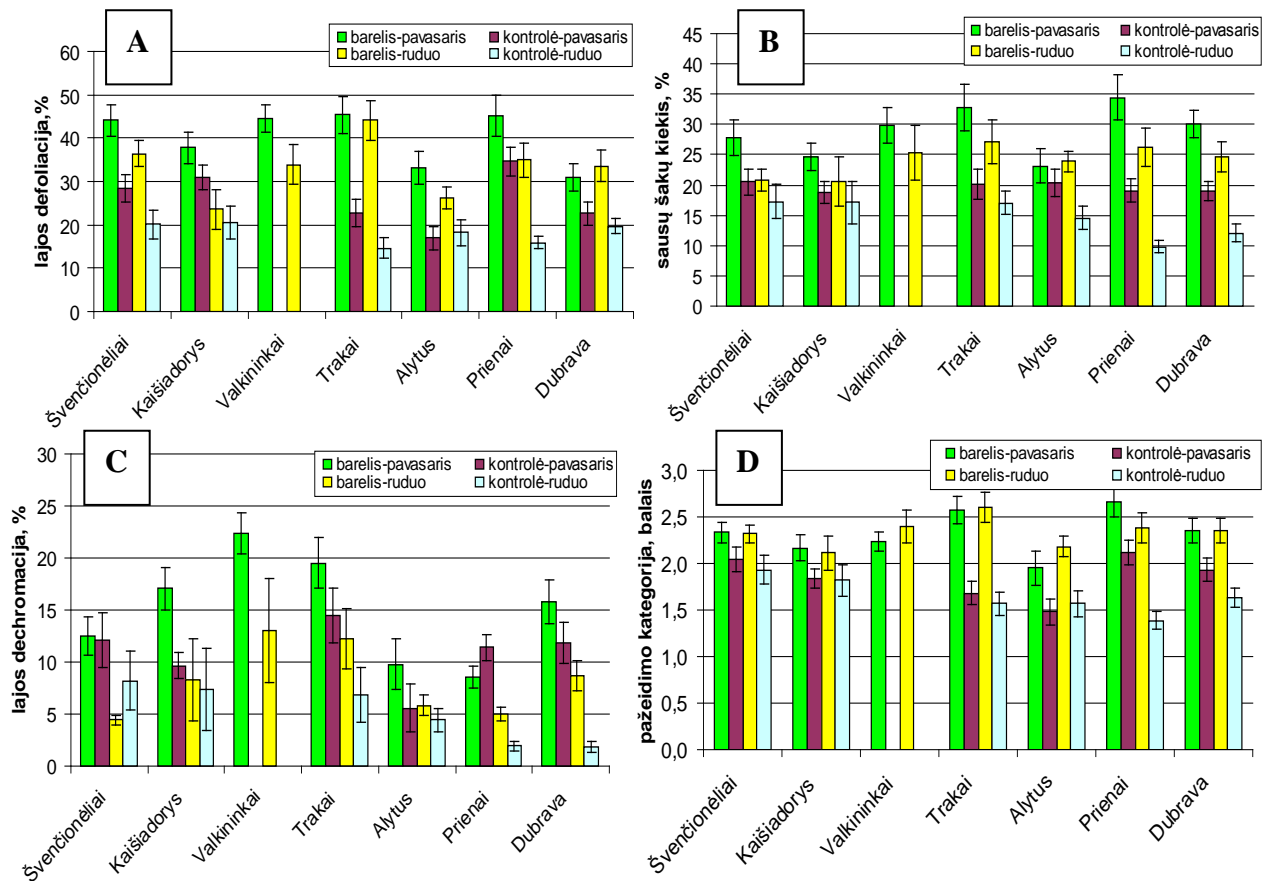 A
barelis-pavasaris kontrolė-pavasaris
barelis-ruduo kontrolė-ruduo
lajos defoliacija,%
60
50
40
30
20
10
0
Švenčionėliai Kaišiadorys Valkininkai Trakai Alytus Prienai Dubrava
B
barelis-pavasaris kontrolė-pavasaris
barelis-ruduo kontrolė-ruduo
sausų šakų kiekis, %
45
40
35
30
25
20
15
10
5
0
Švenčionėliai Kaišiadorys Valkininkai Trakai Alytus Prienai Dubrava
C
barelis-pavasaris kontrolė-pavasaris
barelis-ruduo kontrolė-ruduo
lajos dechromacija, %
30
25
20
15
10
5
0
Švenčionėliai Kaišiadorys Valkininkai Trakai Alytus Prienai Dubrava
D
barelis-pavasaris kontrolė-pavasaris
barelis-ruduo kontrolė-ruduo
pažeidimo kategorija, balais
3,0
2,5
2,0
1,5
1,0
0,5
0,0
Švenčionėliai Kaišiadorys Valkininkai Trakai Alytus Prienai Dubrava